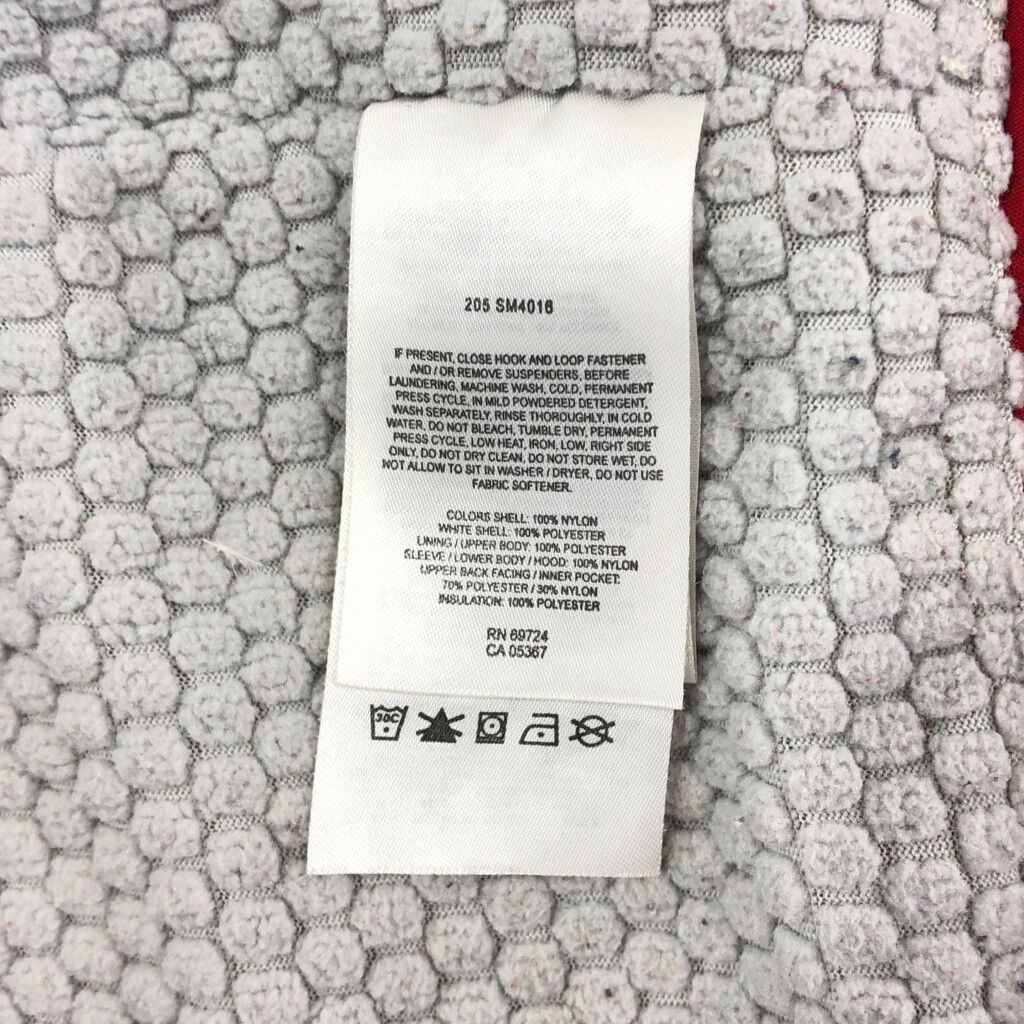 205 SM4016
IF PRESENT, CLOSE HOOK AND LOOP FASTENER
AND / OR REMOVE SUSPENDERS, BEFORE
LAUNDERING, MACHINE WASH, COLD, PERMANENT
PRESS CYCLE, IN MILD POWDERED DETERGENT,
WASH SEPARATELY, RINSE THOROUGHLY, IN COLD
WATER, DO NOT BLEACH, TUMBLE DRY, PERMANENT
PRESS CYCLE, LOW HEAT, IRON, LOW, RIGHT SIDE
ONLY, DO NOT DRY CLEAN, DO NOT STORE WET, DO
NOT ALLOW TO SIT IN WASHER / DRYER, DO NOT USE
FABRIC SOFTENER.
COLORS SHELL: 100% NYLON
WHITE SHELL: 100% POLYESTER
LINING / UPPER BODY: 100% POLYESTER
SLEEVE / LOWER BODY / HOOD: 100% NYLON
UPPER BACK FACING / INNER POCKET:
70% POLYESTER / 30% NYLON
INSULATION: 100% POLYESTER
RN 69724
CA 05367
30C